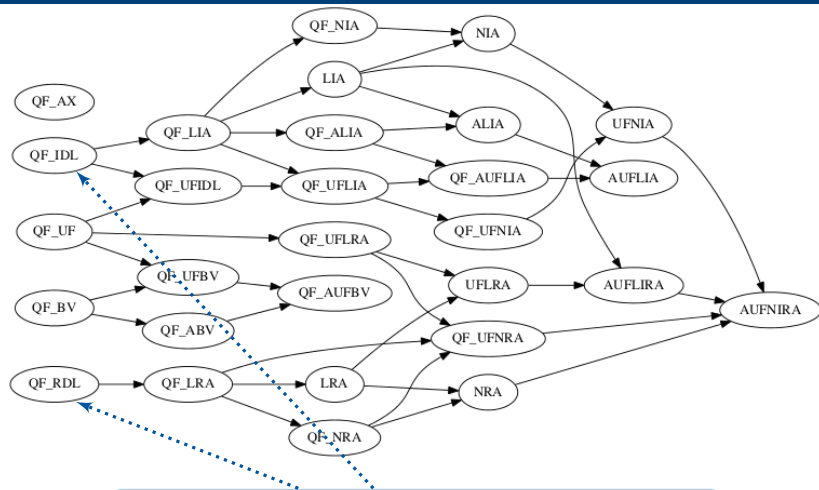 QF_NIA
NIA
LIA
QF_AX
UFNIA
QF_LIA
QF_ALIA
ALIA
QF_IDL
QF_UFIDL
QF_UFLIA
QF_AUFLIA
AUFLIA
QF_UF
QF_UFLRA
QF_UFNIA
QF_UFBV
QF_AUFBV
UFLRA
AUFLIRA
QF_BV
QF_ABV
AUFNIRA
QF_UFNRA
QF_RDL
QF_LRA
LRA
NRA
QF_NRA